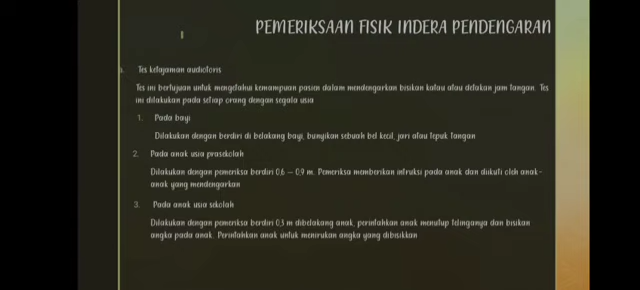 PEMERIKSAAN FISIK INDERA PENDENGARAN
Tes ketajaman audiotoris
Tes ini bertujuan untuk mengetahui kemampuan pasien dalam mendengarkan bisikan kalau atau detakan jam tangan. Tes
ini dilakukan pada setiap orang dengan segala usia
1. Pada bayi
Dilakukan dengan berdiri di belakang bayi, bunyikan sebuah bel kecil, jari atau tepuk tangan
2. Pada anak usia prasekolah
Dilakukan dengan pemeriksa berdiri 0,6 – 0,9 m. Pemeriksa memberikan intruksi pada anak dan diikuti oleh anak-
anak yang mendengarkan
3. Pada anak usia sekolah
Dilakukan dengan pemeriksa berdiri 0,3 m dibelakang anak, perintahkan anak menutup telinganya dan bisikan
angka pada anak. Perintahkan anak untuk menirukan angka yang dibisikkan